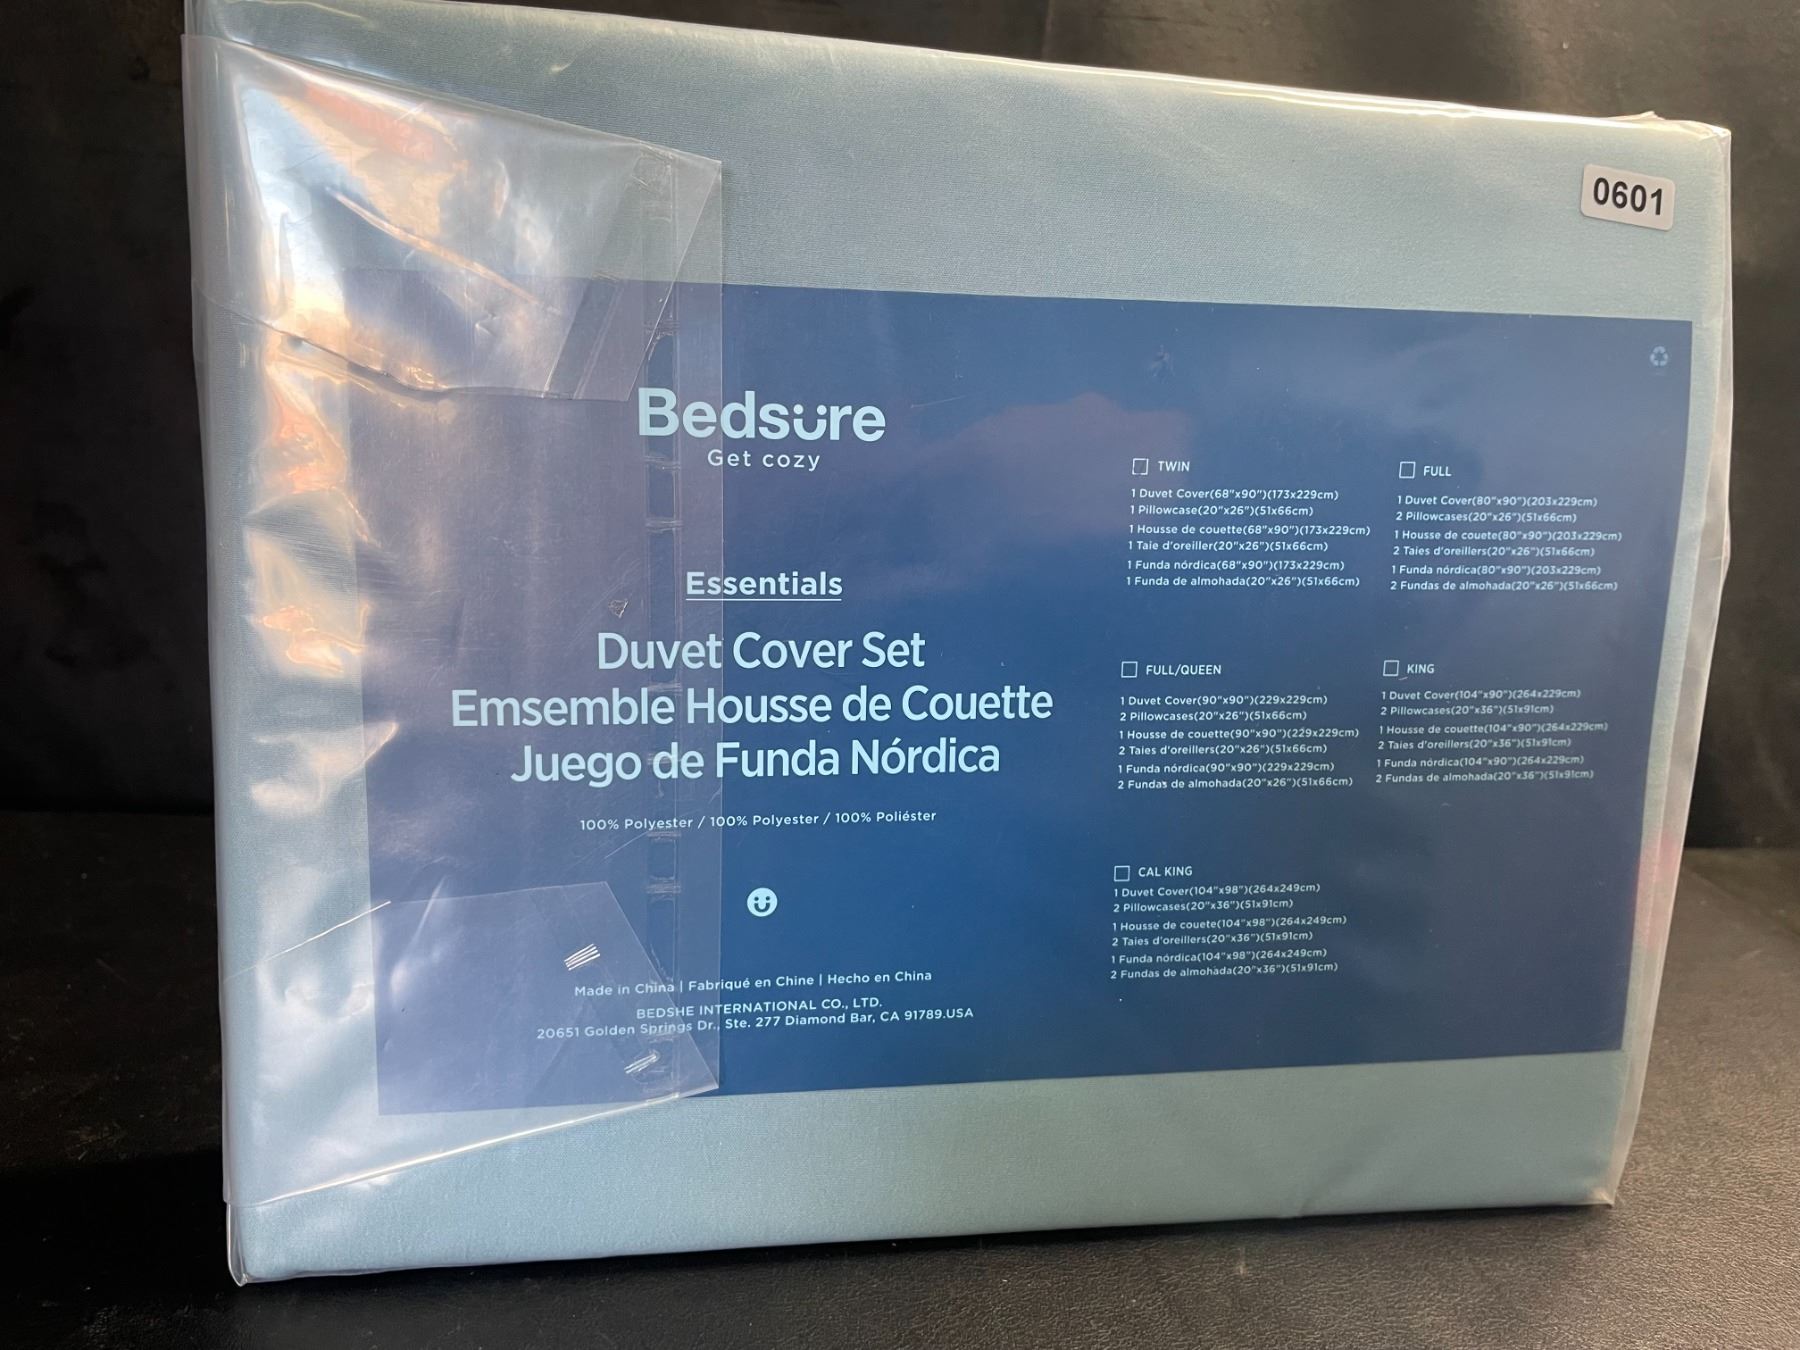 0601
Bedsure
Get cozy
Essentials
Duvet Cover Set
Emsemble Housse de Couette
Juego de Funda Nórdica
100% Polyester / 100% Polyester / 100% Poliéster
Made in China | Fabriqué en Chine | Hecho en China
BEDSHE INTERNATIONAL CO., LTD.
20651 Golden Springs Dr., Ste. 277 Diamond Bar, CA 91789.USA
TWIN
1 Duvet Cover(68"x90")(173x229cm)
1 Pillowcase(20"x26")(51x66cm)
1 Housse de couette(68"x90")(173x229cm)
1 Taie d'oreiller(20"x26")(51x66cm)
1 Funda nórdica(68"x90")(173x229cm)
1 Funda de almohada(20"x26")(51x66cm)
FULL
1 Duvet Cover(80"x90")(203x229cm)
2 Pillowcases(20"x26")(51x66cm)
1 Housse de couete(80"x90")(203x229cm)
2 Taies d'oreillers(20"x26")(51x66cm)
1 Funda nórdica(80"x90")(203x229cm)
2 Fundas de almohada(20"x26")(51x66cm)
FULL/QUEEN
1 Duvet Cover(90"x90")(229x229cm)
2 Pillowcases(20"x26")(51x66cm)
1 Housse de couette(90"x90")(229x229cm)
2 Taies d'oreillers(20"x26")(51x66cm)
1 Funda nórdica(90"x90")(229x229cm)
2 Fundas de almohada(20"x26")(51x66cm)
KING
1 Duvet Cover(104"x90")(264x229cm)
2 Pillowcases(20"x36")(51x91cm)
1 Housse de couette(104"x90")(264x229cm)
2 Taies d'oreillers(20"x36")(51x91cm)
1 Funda nórdica(104"x90")(264x229cm)
2 Fundas de almohada(20"x36")(51x91cm)
CAL KING
1 Duvet Cover(104"x98")(264x249cm)
2 Pillowcases(20"x36")(51x91cm)
1 Housse de couete(104"x98")(264x249cm)
2 Taies d'oreillers(20"x36")(51x91cm)
1 Funda nórdica(104"x98")(264x249cm)
2 Fundas de almohada(20"x36")(51x91cm)